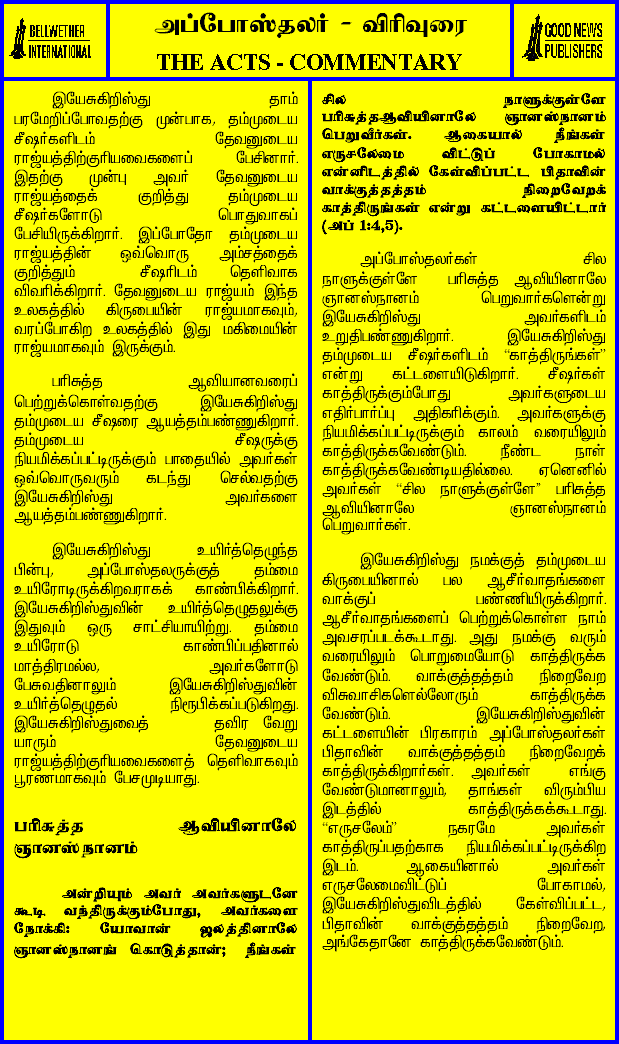 BELLWETHER
INTERNATIONAL
அப்போஸ்தலர் - விரிவுரை
THE ACTS - COMMENTARY
GOOD NEWS
PUBLISHERS
இயேசுகிறிஸ்து தாம்
பரமேறிப்போவதற்கு முன்பாக, தம்முடைய
சீஷர்களிடம் தேவனுடைய
ராஜ்யத்திற்குரியவைகளைப் பேசினார்.
இதற்கு முன்பு அவர் தேவனுடைய
ராஜ்யத்தைக் குறித்து தம்முடைய
சீஷர்களோடு பொதுவாகப்
பேசியிருக்கிறார். இப்போதோ தம்முடைய
ராஜ்யத்தின் ஒவ்வொரு அம்சத்தைக்
குறித்தும் சீஷரிடம் தெளிவாக
விவரிக்கிறார். தேவனுடைய ராஜ்யம் இந்த
உலகத்தில் கிருபையின் ராஜ்யமாகவும்,
வரப்போகிற உலகத்தில் இது மகிமையின்
ராஜ்யமாகவும் இருக்கும்.
பரிசுத்த ஆவியானவரைப்
பெற்றுக்கொள்வதற்கு இயேசுகிறிஸ்து
தம்முடைய சீஷரை ஆயத்தம்பண்ணுகிறார்.
தம்முடைய சீஷருக்கு
நியமிக்கப்பட்டிருக்கும் பாதையில் அவர்கள்
ஒவ்வொருவரும் கடந்து செல்வதற்கு
இயேசுகிறிஸ்து அவர்களை
ஆயத்தம்பண்ணுகிறார்.
இயேசுகிறிஸ்து உயிர்த்தெழுந்த
பின்பு, அப்போஸ்தலருக்குத் தம்மை
உயிரோடிருக்கிறவராகக் காண்பிக்கிறார்.
இயேசுகிறிஸ்துவின் உயிர்த்தெழுதலுக்கு
இதுவும் ஒரு சாட்சியாயிற்று. தம்மை
உயிரோடு காண்பிப்பதினால்
மாத்திரமல்ல, அவர்களோடு
பேசுவதினாலும் இயேசுகிறிஸ்துவின்
உயிர்த்தெழுதல் நிரூபிக்கப்படுகிறது.
இயேசுகிறிஸ்துவைத் தவிர வேறு
யாரும் தேவனுடைய
ராஜ்யத்திற்குரியவைகளைத் தெளிவாகவும்
பூரணமாகவும் பேசமுடியாது.
பரிசுத்த ஆவியினாலே
ஞானஸ்நானம்
அன்றியும் அவர் அவர்களுடனே
கூடி வந்திருக்கும்போது, அவர்களை
நோக்கி: யோவான் ஜலத்தினாலே
ஞானஸ்நானங் கொடுத்தான்; நீங்கள்
சில நாளுக்குள்ளே
பரிசுத்தஆவியினாலே ஞானஸ்நானம்
பெறுவீர்கள். ஆகையால் நீங்கள்
எருசலேமை விட்டுப் போகாமல்
என்னிடத்தில் கேள்விப்பட்ட பிதாவின்
வாக்குத்தத்தம் நிறைவேறக்
காத்திருங்கள் என்று கட்டளையிட்டார்
(அப் 1:4,5).
அப்போஸ்தலர்கள் சில
நாளுக்குள்ளே பரிசுத்த ஆவியினாலே
ஞானஸ்நானம் பெறுவார்களென்று
இயேசுகிறிஸ்து அவர்களிடம்
உறுதிபண்ணுகிறார். இயேசுகிறிஸ்து
தம்முடைய சீஷர்களிடம் “காத்திருங்கள்”
என்று கட்டளையிடுகிறார். சீஷர்கள்
காத்திருக்கும்போது அவர்களுடைய
எதிர்பார்ப்பு அதிகரிக்கும். அவர்களுக்கு
நியமிக்கப்பட்டிருக்கும் காலம் வரையிலும்
காத்திருக்கவேண்டும். நீண்ட நாள்
காத்திருக்கவேண்டியதில்லை. ஏனெனில்
அவர்கள் “சில நாளுக்குள்ளே” பரிசுத்த
ஆவியினாலே ஞானஸ்நானம்
பெறுவார்கள்.
இயேசுகிறிஸ்து நமக்குத் தம்முடைய
கிருபையினால் பல ஆசீர்வாதங்களை
வாக்குப் பண்ணியிருக்கிறார்.
ஆசீர்வாதங்களைப் பெற்றுக்கொள்ள நாம்
அவசரப்படக்கூடாது. அது நமக்கு வரும்
வரையிலும் பொறுமையோடு காத்திருக்க
வேண்டும். வாக்குத்தத்தம் நிறைவேற
விசுவாசிகளெல்லோரும் காத்திருக்க
வேண்டும். இயேசுகிறிஸ்துவின்
கட்டளையின் பிரகாரம் அப்போஸ்தலர்கள்
பிதாவின் வாக்குத்தத்தம் நிறைவேறக்
காத்திருக்கிறார்கள். அவர்கள் எங்கு
வேண்டுமானாலும், தாங்கள் விரும்பிய
இடத்தில் காத்திருக்கக்கூடாது.
“எருசலேம்” நகரமே அவர்கள்
காத்திருப்பதற்காக நியமிக்கப்பட்டிருக்கிற
இடம். ஆகையினால் அவர்கள்
எருசலேமைவிட்டுப் போகாமல்,
இயேசுகிறிஸ்துவிடத்தில் கேள்விப்பட்ட,
பிதாவின் வாக்குத்தத்தம் நிறைவேற,
அங்கேதானே காத்திருக்கவேண்டும்.